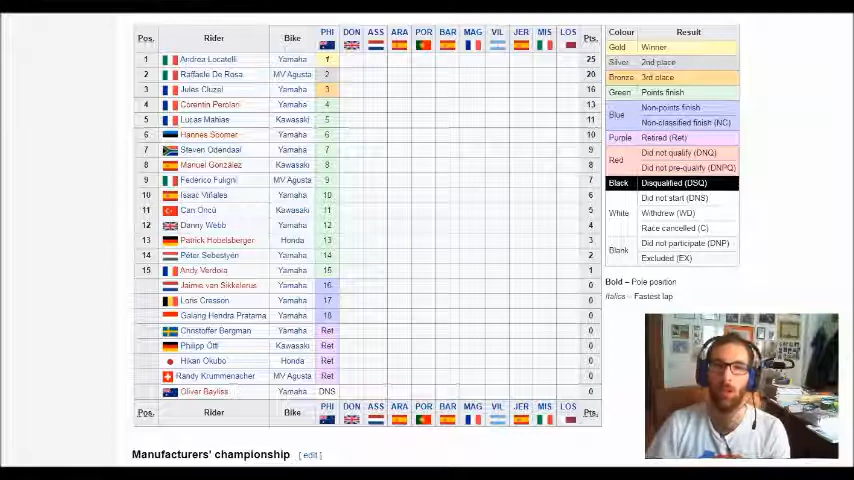 Pos. Rider Bike PHI DON ASS ARA POR BAR MAG VIL JER MIS LOS Pts.
1 Andrea Locatelli Yamaha 1 25
2 Raffaele De Rosa MV Agusta 2 20
3 Jules Cluzel Yamaha 3 16
4 Corentin Perolari Yamaha 4 13
5 Lucas Mahias Kawasaki 5 11
6 Hannes Soomer Yamaha 6 10
7 Steven Odendaal Yamaha 7 9
8 Manuel González Kawasaki 8 8
9 Federico Fuligni MV Agusta 9 7
10 Isaac Viñales Yamaha 10 6
11 Can Öncü Kawasaki 11 5
12 Danny Webb Yamaha 12 4
13 Patrick Hobelsberger Honda 13 3
14 Péter Sebestyén Yamaha 14 2
15 Andy Verdoïa Yamaha 15 1
Jaimie van Sikkelerus Yamaha 16 0
Loris Cresson Yamaha 17 0
Galang Hendra Pratama Yamaha 18 0
Christoffer Bergman Yamaha Ret 0
Philipp Öttl Kawasaki Ret 0
Hikari Okubo Honda Ret 0
Randy Krummenacher MV Agusta Ret 0
Oliver Bayliss Yamaha DNS 0
Pos. Rider Bike PHI DON ASS ARA POR BAR MAG VIL JER MIS LOS Pts.
Colour Result
Gold Winner
Silver 2nd place
Bronze 3rd place
Green Points finish
Blue Non-points finish
Non-classified finish (NC)
Purple Retired (Ret)
Red Did not qualify (DNQ)
Did not pre-qualify (DNPQ)
Black Disqualified (DSQ)
White Did not start (DNS)
Withdrew (WD)
Race cancelled (C)
Blank Did not participate (DNP)
Excluded (EX)
Bold – Pole position
Italics – Fastest lap
Manufacturers' championship [ edit ]